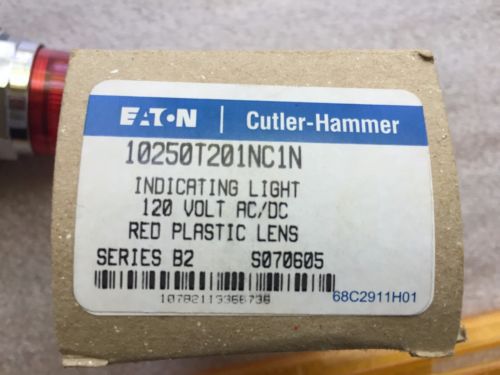 EATON | Cutler-Hammer
10250T201NC1N
INDICATING LIGHT
120 VOLT AC/DC
RED PLASTIC LENS
SERIES B2 S070605
10782113366736 68C2911H01